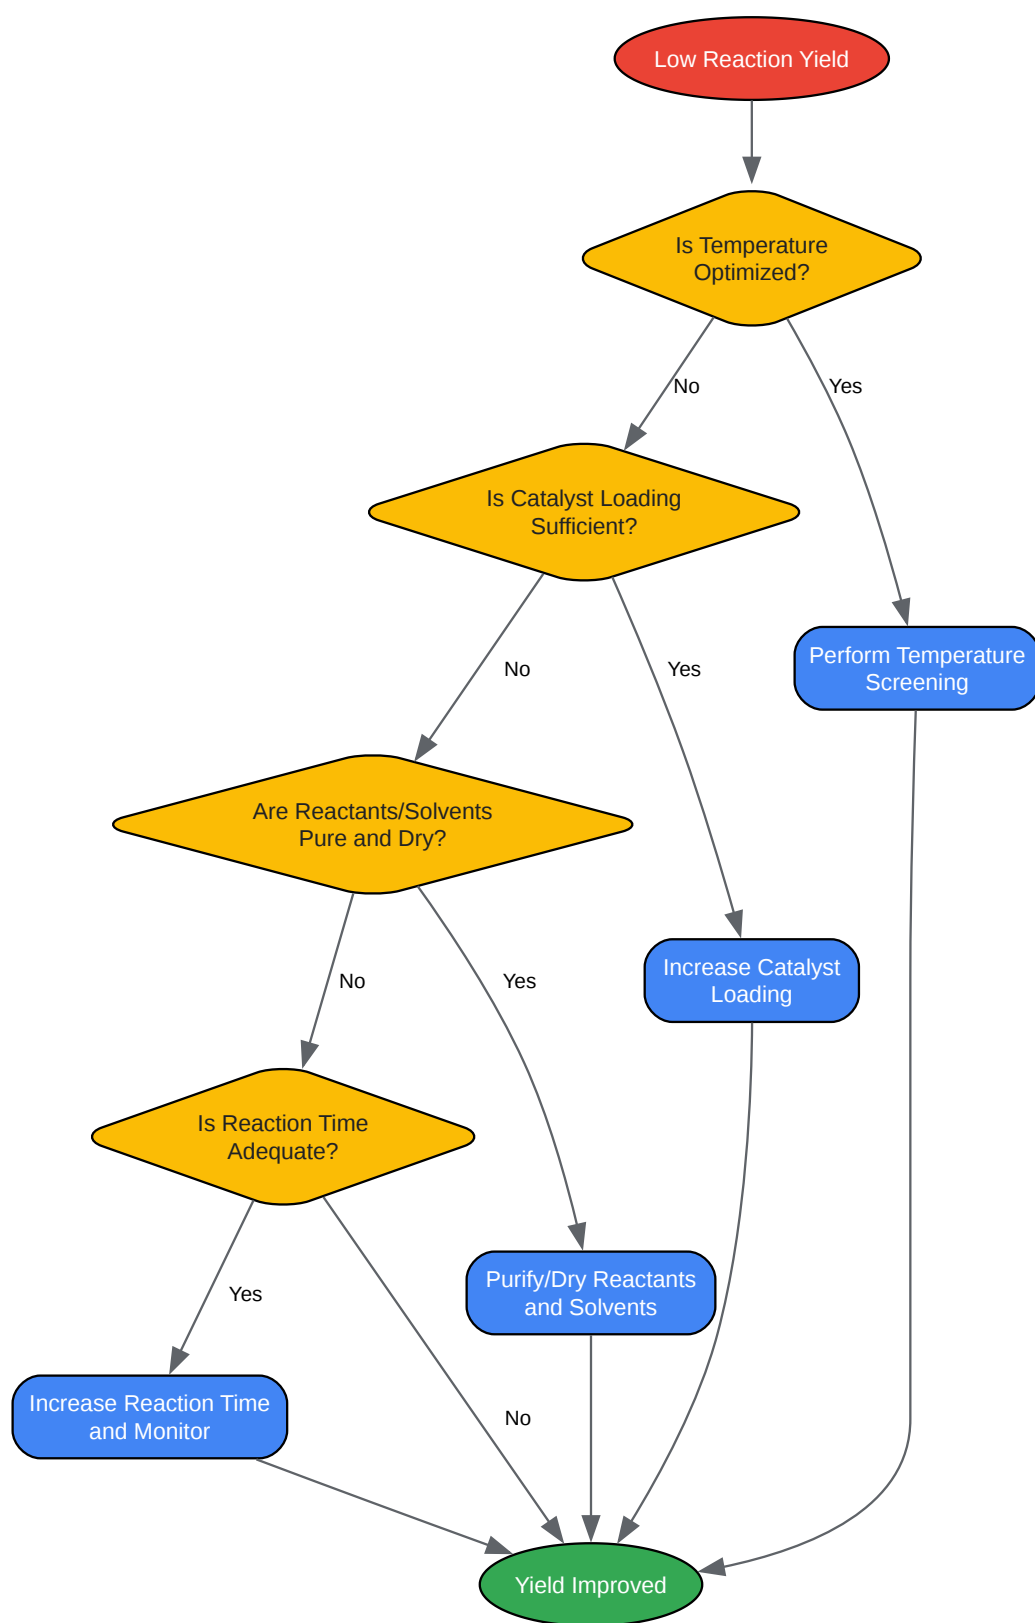 Low Reaction Yield
Is Temperature
Optimized?
No
Yes
Is Catalyst Loading
Sufficient?
Perform Temperature
Screening
No
Yes
Are Reactants/Solvents
Pure and Dry?
Increase Catalyst
Loading
No
Yes
Is Reaction Time
Adequate?
Purify/Dry Reactants
and Solvents
Yes
Increase Reaction Time
and Monitor
No
Yield Improved